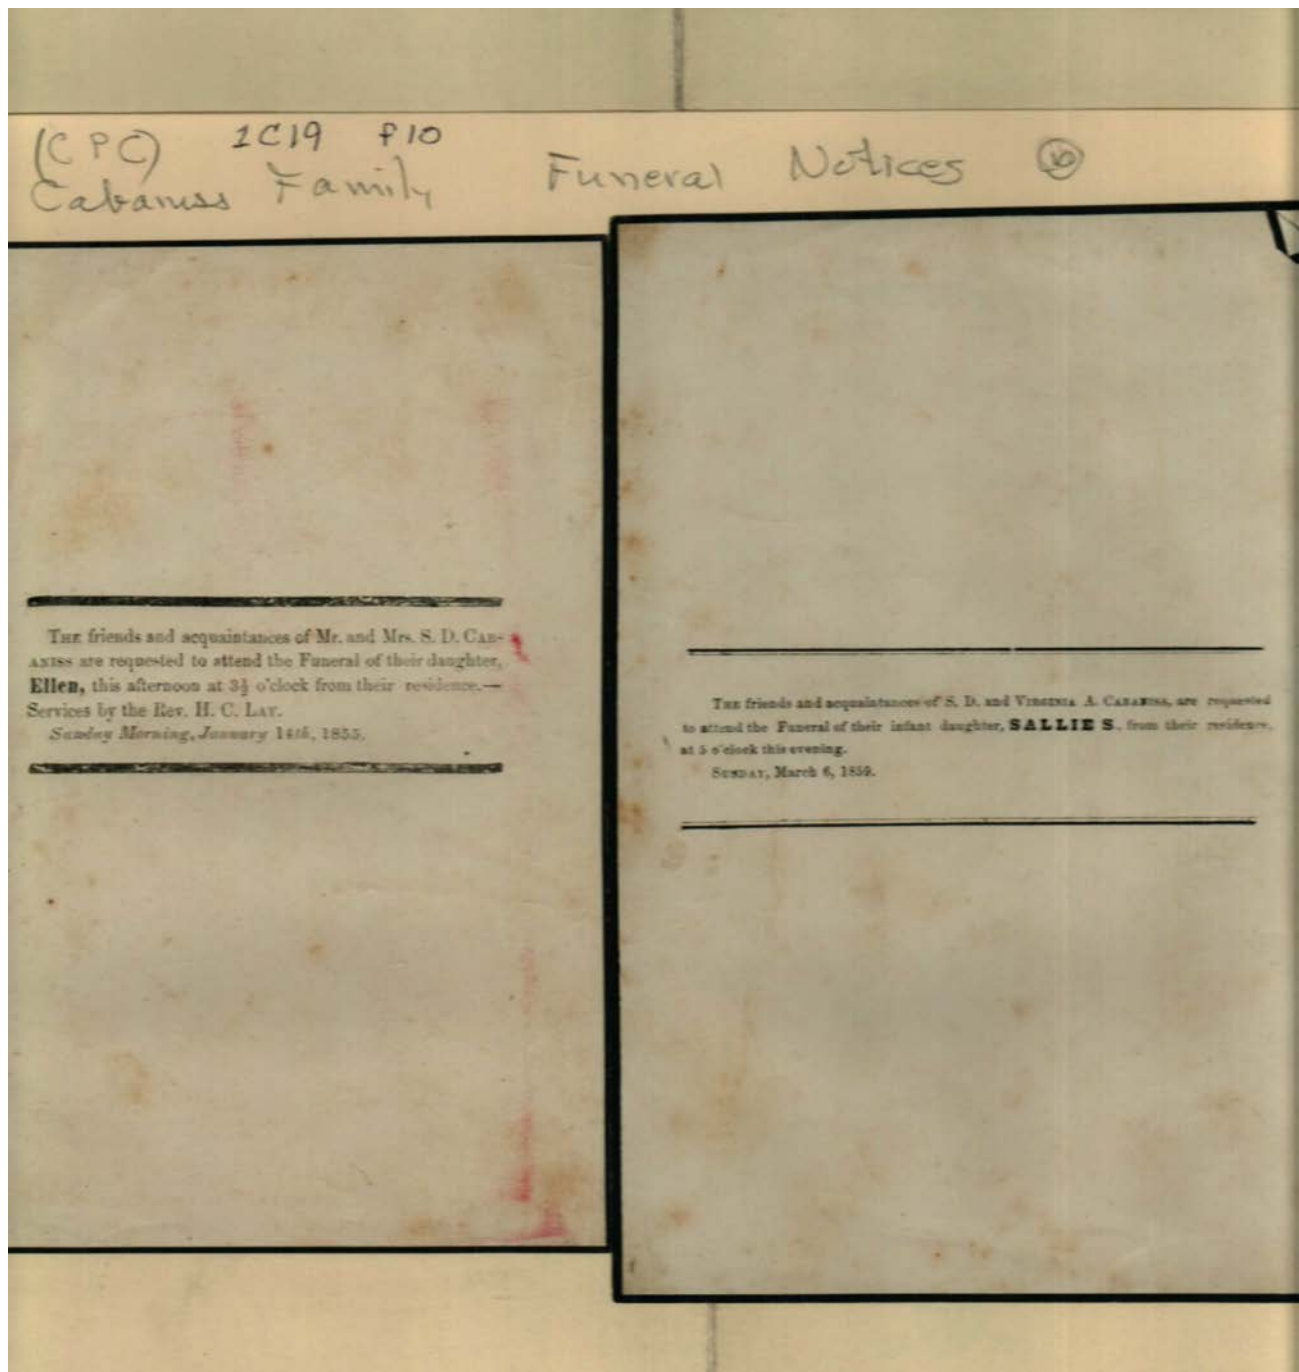 (CPC) 1C19 P10
Cabaniss Family Funeral Notices 10
THE friends and acquaintances of Mr. and Mrs. S. D. CAB-
ANISS are requested to attend the Funeral of their daughter,
Ellen, this afternoon at 3½ o'clock from their residence.—
Services by the Rev. H. C. LAY.
Sunday Morning, January 14th, 1855.
THE friends and acquaintances of S. D. and VIRGINIA A. CABANISS, are requested
to attend the Funeral of their infant daughter, SALLIE S., from their residence,
at 5 o'clock this evening.
SUNDAY, March 6, 1859.